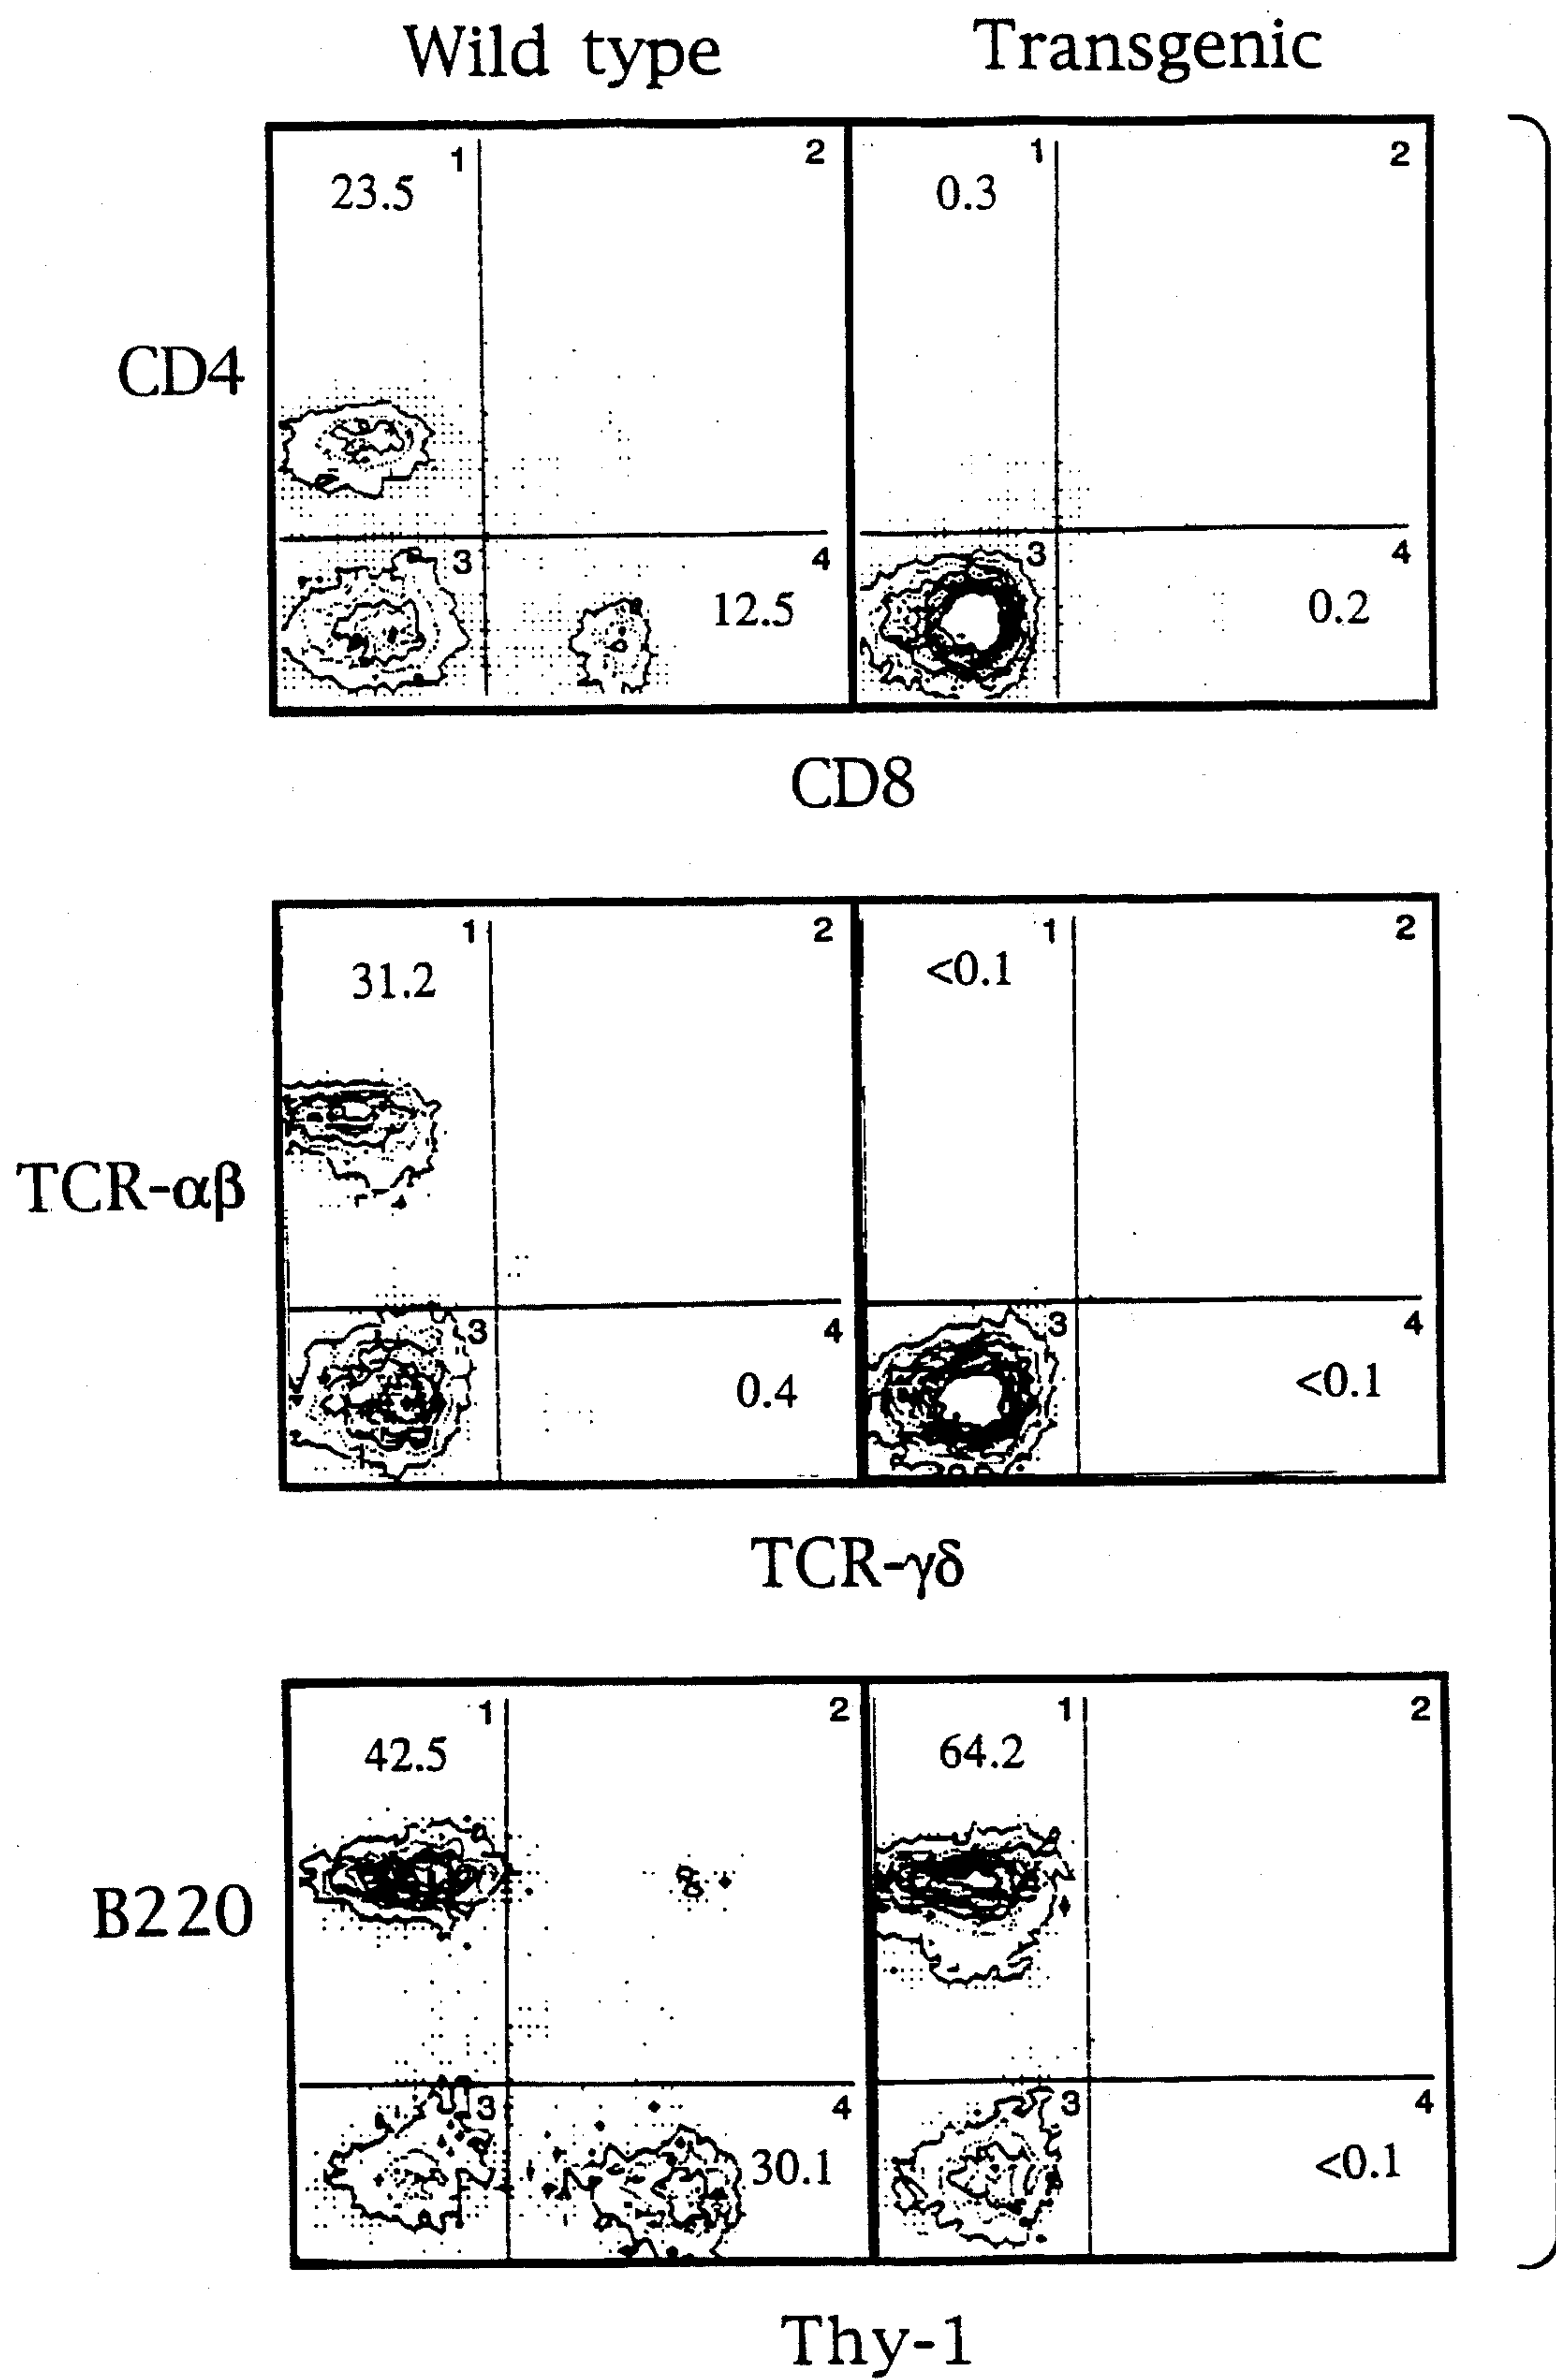 Wild type Transgenic
1 2 1 2
23.5 0.3
CD4
3 4 3 4
12.5 0.2
CD8
1 2 1 2
31.2 <0.1
TCR-αβ
3 4 3 4
0.4 <0.1
TCR-γδ
1 2 1 2
42.5 64.2
B220
3 4 3 4
30.1 <0.1
Thy-1